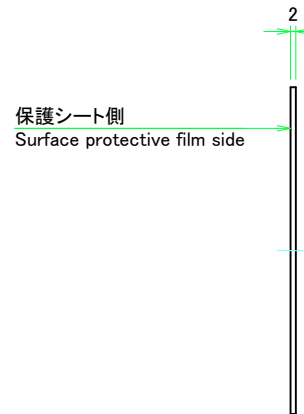 2
保護シート側
Surface protective film side